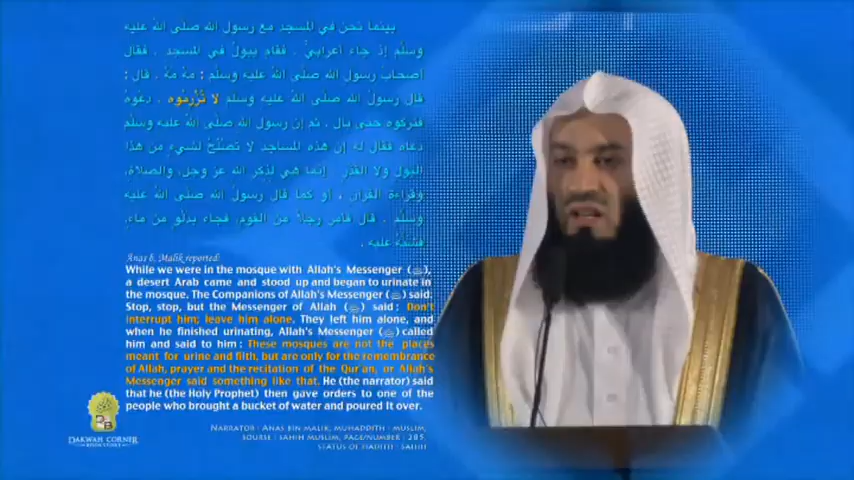 بينما نحن في المسجد مع رسول الله صلى الله عليه
وسلم إذ جاء أعرابي . فقام يبول في المسجد . فقال
أصحاب رسول الله صلى الله عليه وسلم : مه مه . قال :
قال رسول الله صلى الله عليه وسلم لا تُزْرِمُوه . دعوه
فتركوه حتى بال . ثم إن رسول الله صلى الله عليه وسلم
دعاه فقال له إن هذه المساجد لا تصلُحُ لشيءٍ من هذا
البول ولا القذر . إنما هي لذكر الله عز وجل، والصلاة،
وقراءة القرآن ، أو كما قال رسول الله صلى الله عليه
وسلم . قال فأمر رجلًا من القوم، فجاء بدلو من ماء،
فشنَّهُ عليه .
Anas b. Malik reported:
While we were in the mosque with Allah's Messenger (ﷺ),
a desert Arab came and stood up and began to urinate in
the mosque. The Companions of Allah's Messenger (ﷺ) said:
Stop, stop, but the Messenger of Allah (ﷺ) said : Don't
interrupt him; leave him alone. They left him alone, and
when he finished urinating, Allah's Messenger (ﷺ) called
him and said to him : These mosques are not the places
meant for urine and filth, but are only for the remembrance
of Allah, prayer and the recitation of the Qur'an, or Allah's
Messenger said something like that. He (the narrator) said
that he (the Holy Prophet) then gave orders to one of the
people who brought a bucket of water and poured it over.
Narrator : Anas bin Malik, Muhaddith : Muslim,
Sourse : Sahih Muslim, Page/Number : 285,
Status of Hadith : Sahih
DAKWAH CORNER